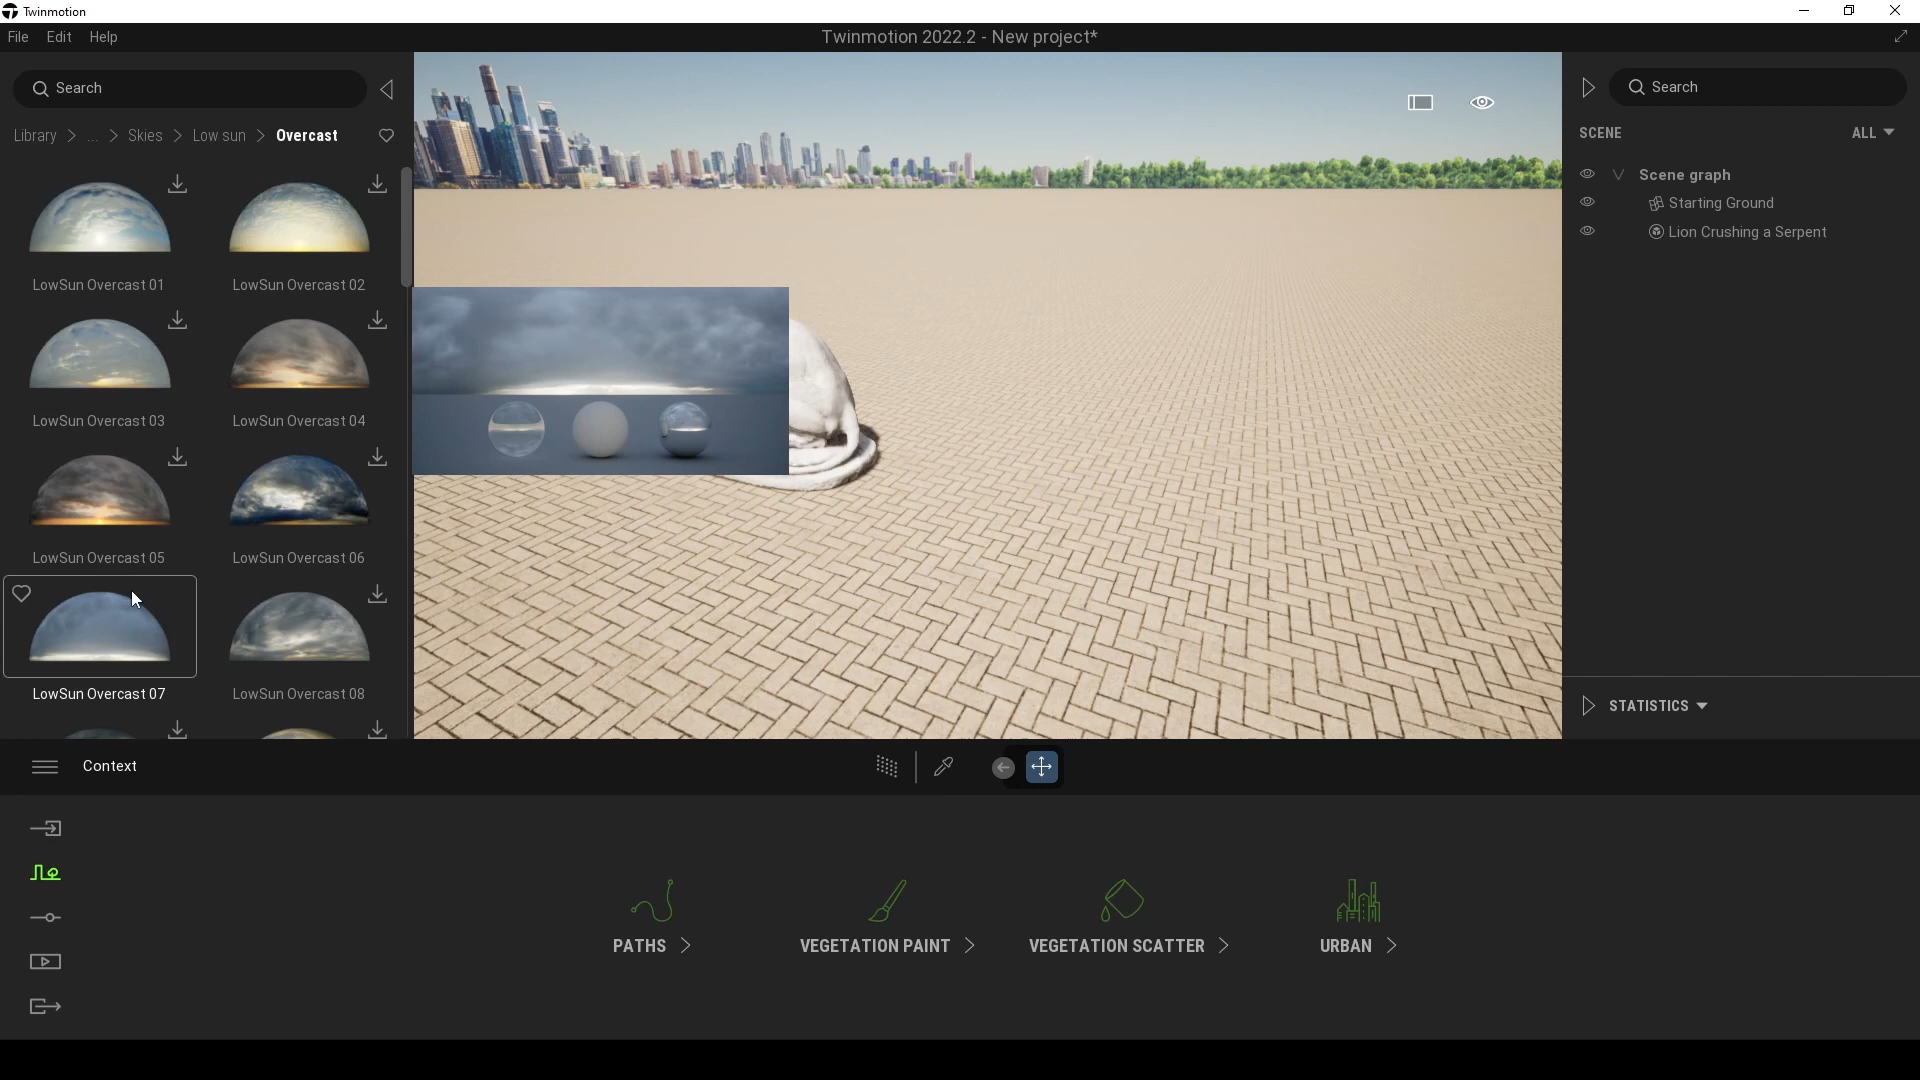 Twinmotion
File Edit Help
Twinmotion 2022.2 - New project*
Search
Library > ... > Skies > Low sun > Overcast
LowSun Overcast 01
LowSun Overcast 02
LowSun Overcast 03
LowSun Overcast 04
LowSun Overcast 05
LowSun Overcast 06
LowSun Overcast 07
LowSun Overcast 08
Search
SCENE
ALL
Scene graph
Starting Ground
Lion Crushing a Serpent
STATISTICS
Context
PATHS
VEGETATION PAINT
VEGETATION SCATTER
URBAN